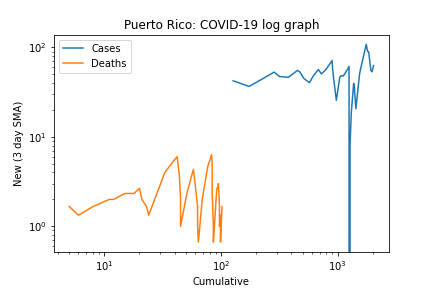 Puerto Rico: COVID-19 log graph
Cases
Deaths
New (3 day SMA)
10²
10¹
10⁰
10¹
10²
10³
Cumulative